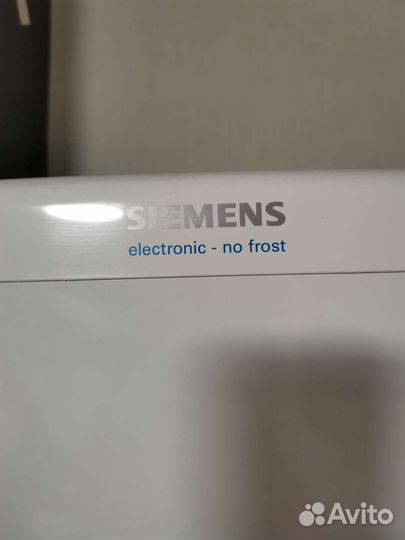 SIEMENS
electronic - no frost
Avito